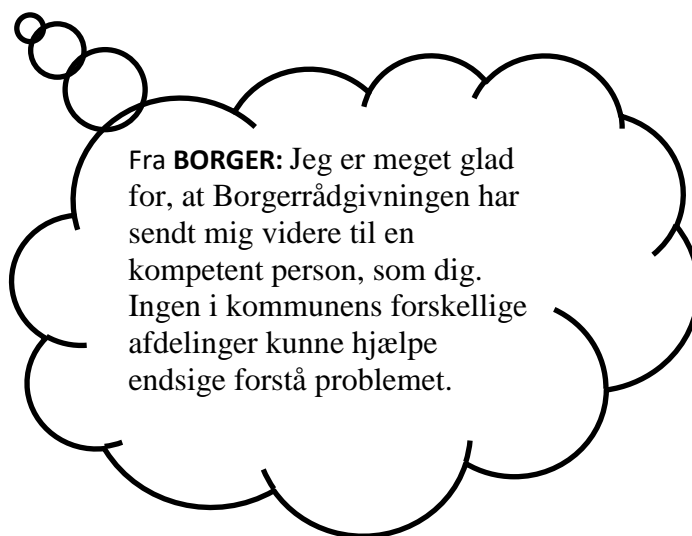 Fra BORGER: Jeg er meget glad
for, at Borgerrådgivningen har
sendt mig videre til en
kompetent person, som dig.
Ingen i kommunens forskellige
afdelinger kunne hjælpe
endsige forstå problemet.